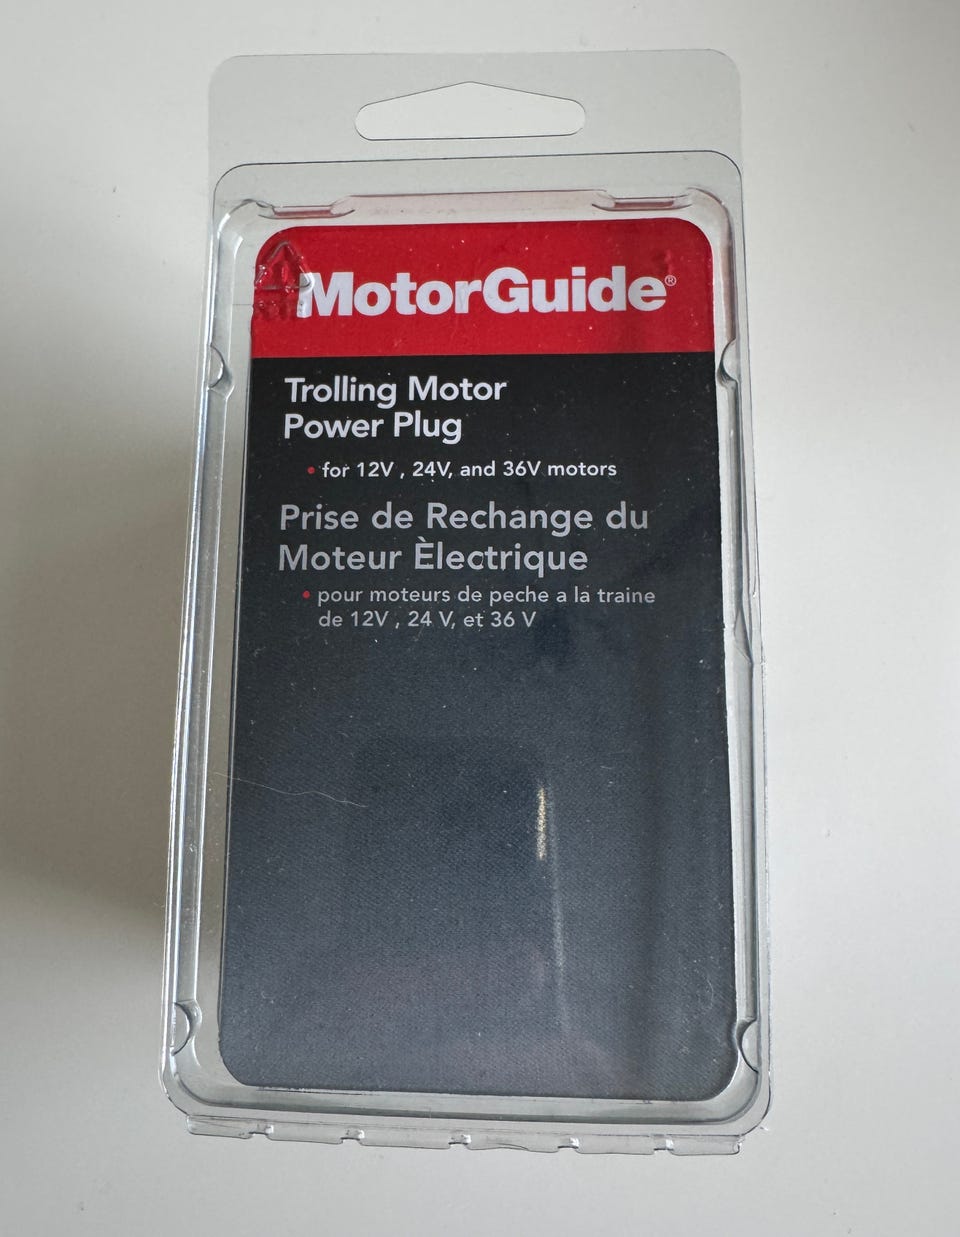 MotorGuide®
Trolling Motor
Power Plug
• for 12V , 24V, and 36V motors
Prise de Rechange du
Moteur Èlectrique
• pour moteurs de peche a la traine
de 12V , 24 V, et 36 V